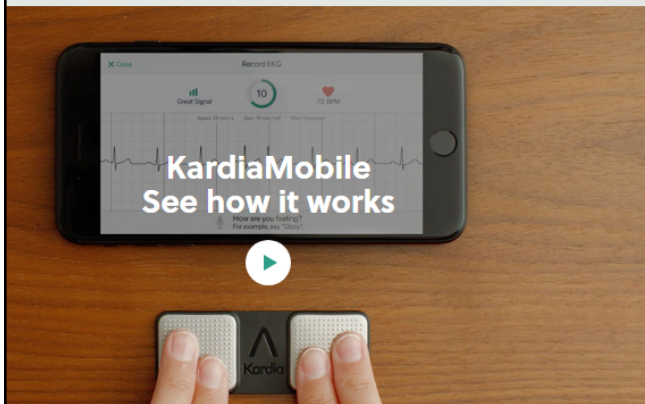 X Close
Record EKG
Great Signal
10
73 BPM
KardiaMobile
See how it works
How are you feeling?
For example, say "Dizzy".
Kardia